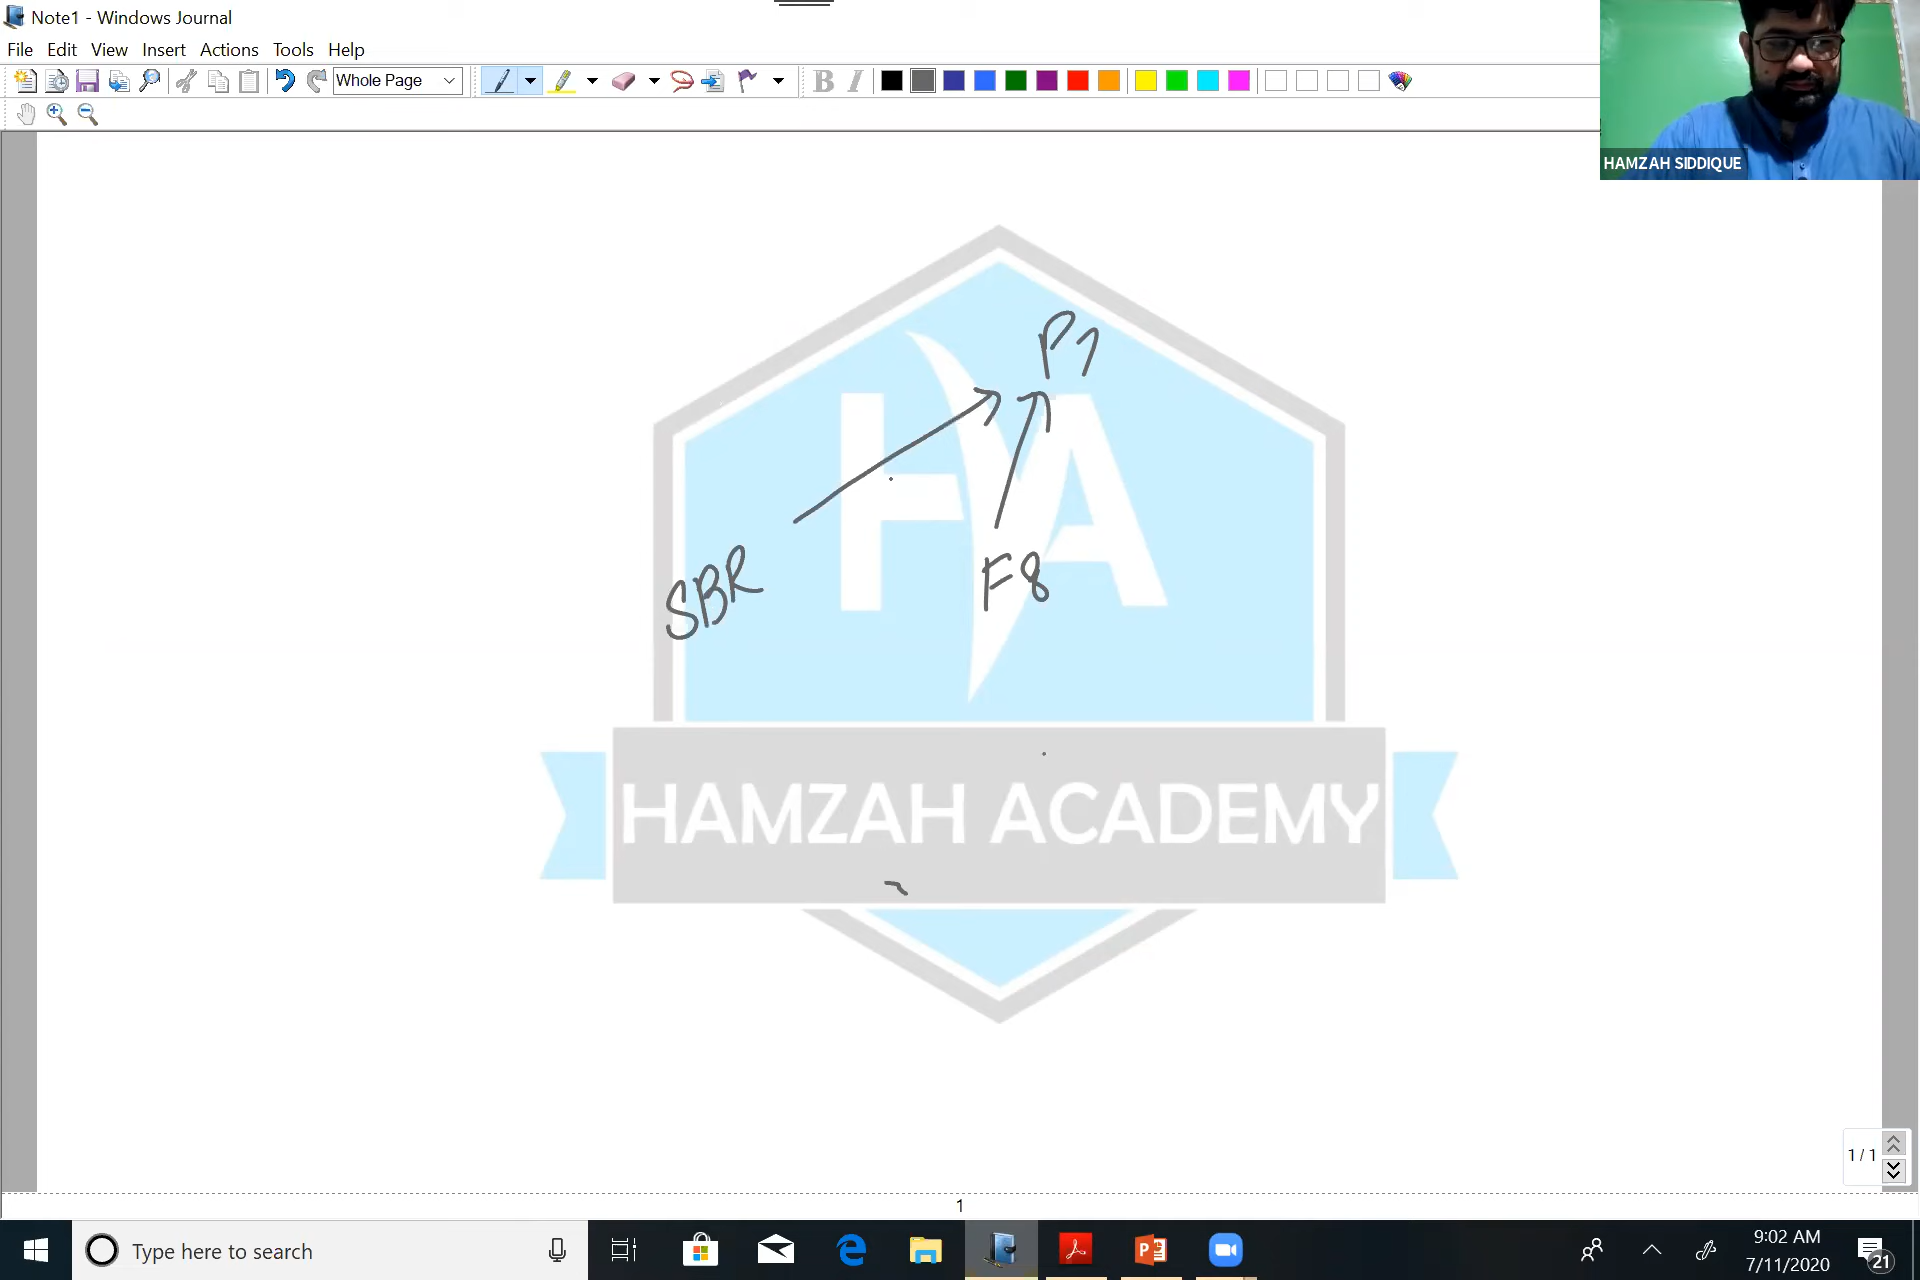 Note1 - Windows Journal
File Edit View Insert Actions Tools Help
Whole Page
B I
HAMZAH SIDDIQUE
P7
SBR
F8
HA
HAMZAH ACADEMY
1 / 1
1
Type here to search
9:02 AM
7/11/2020
21